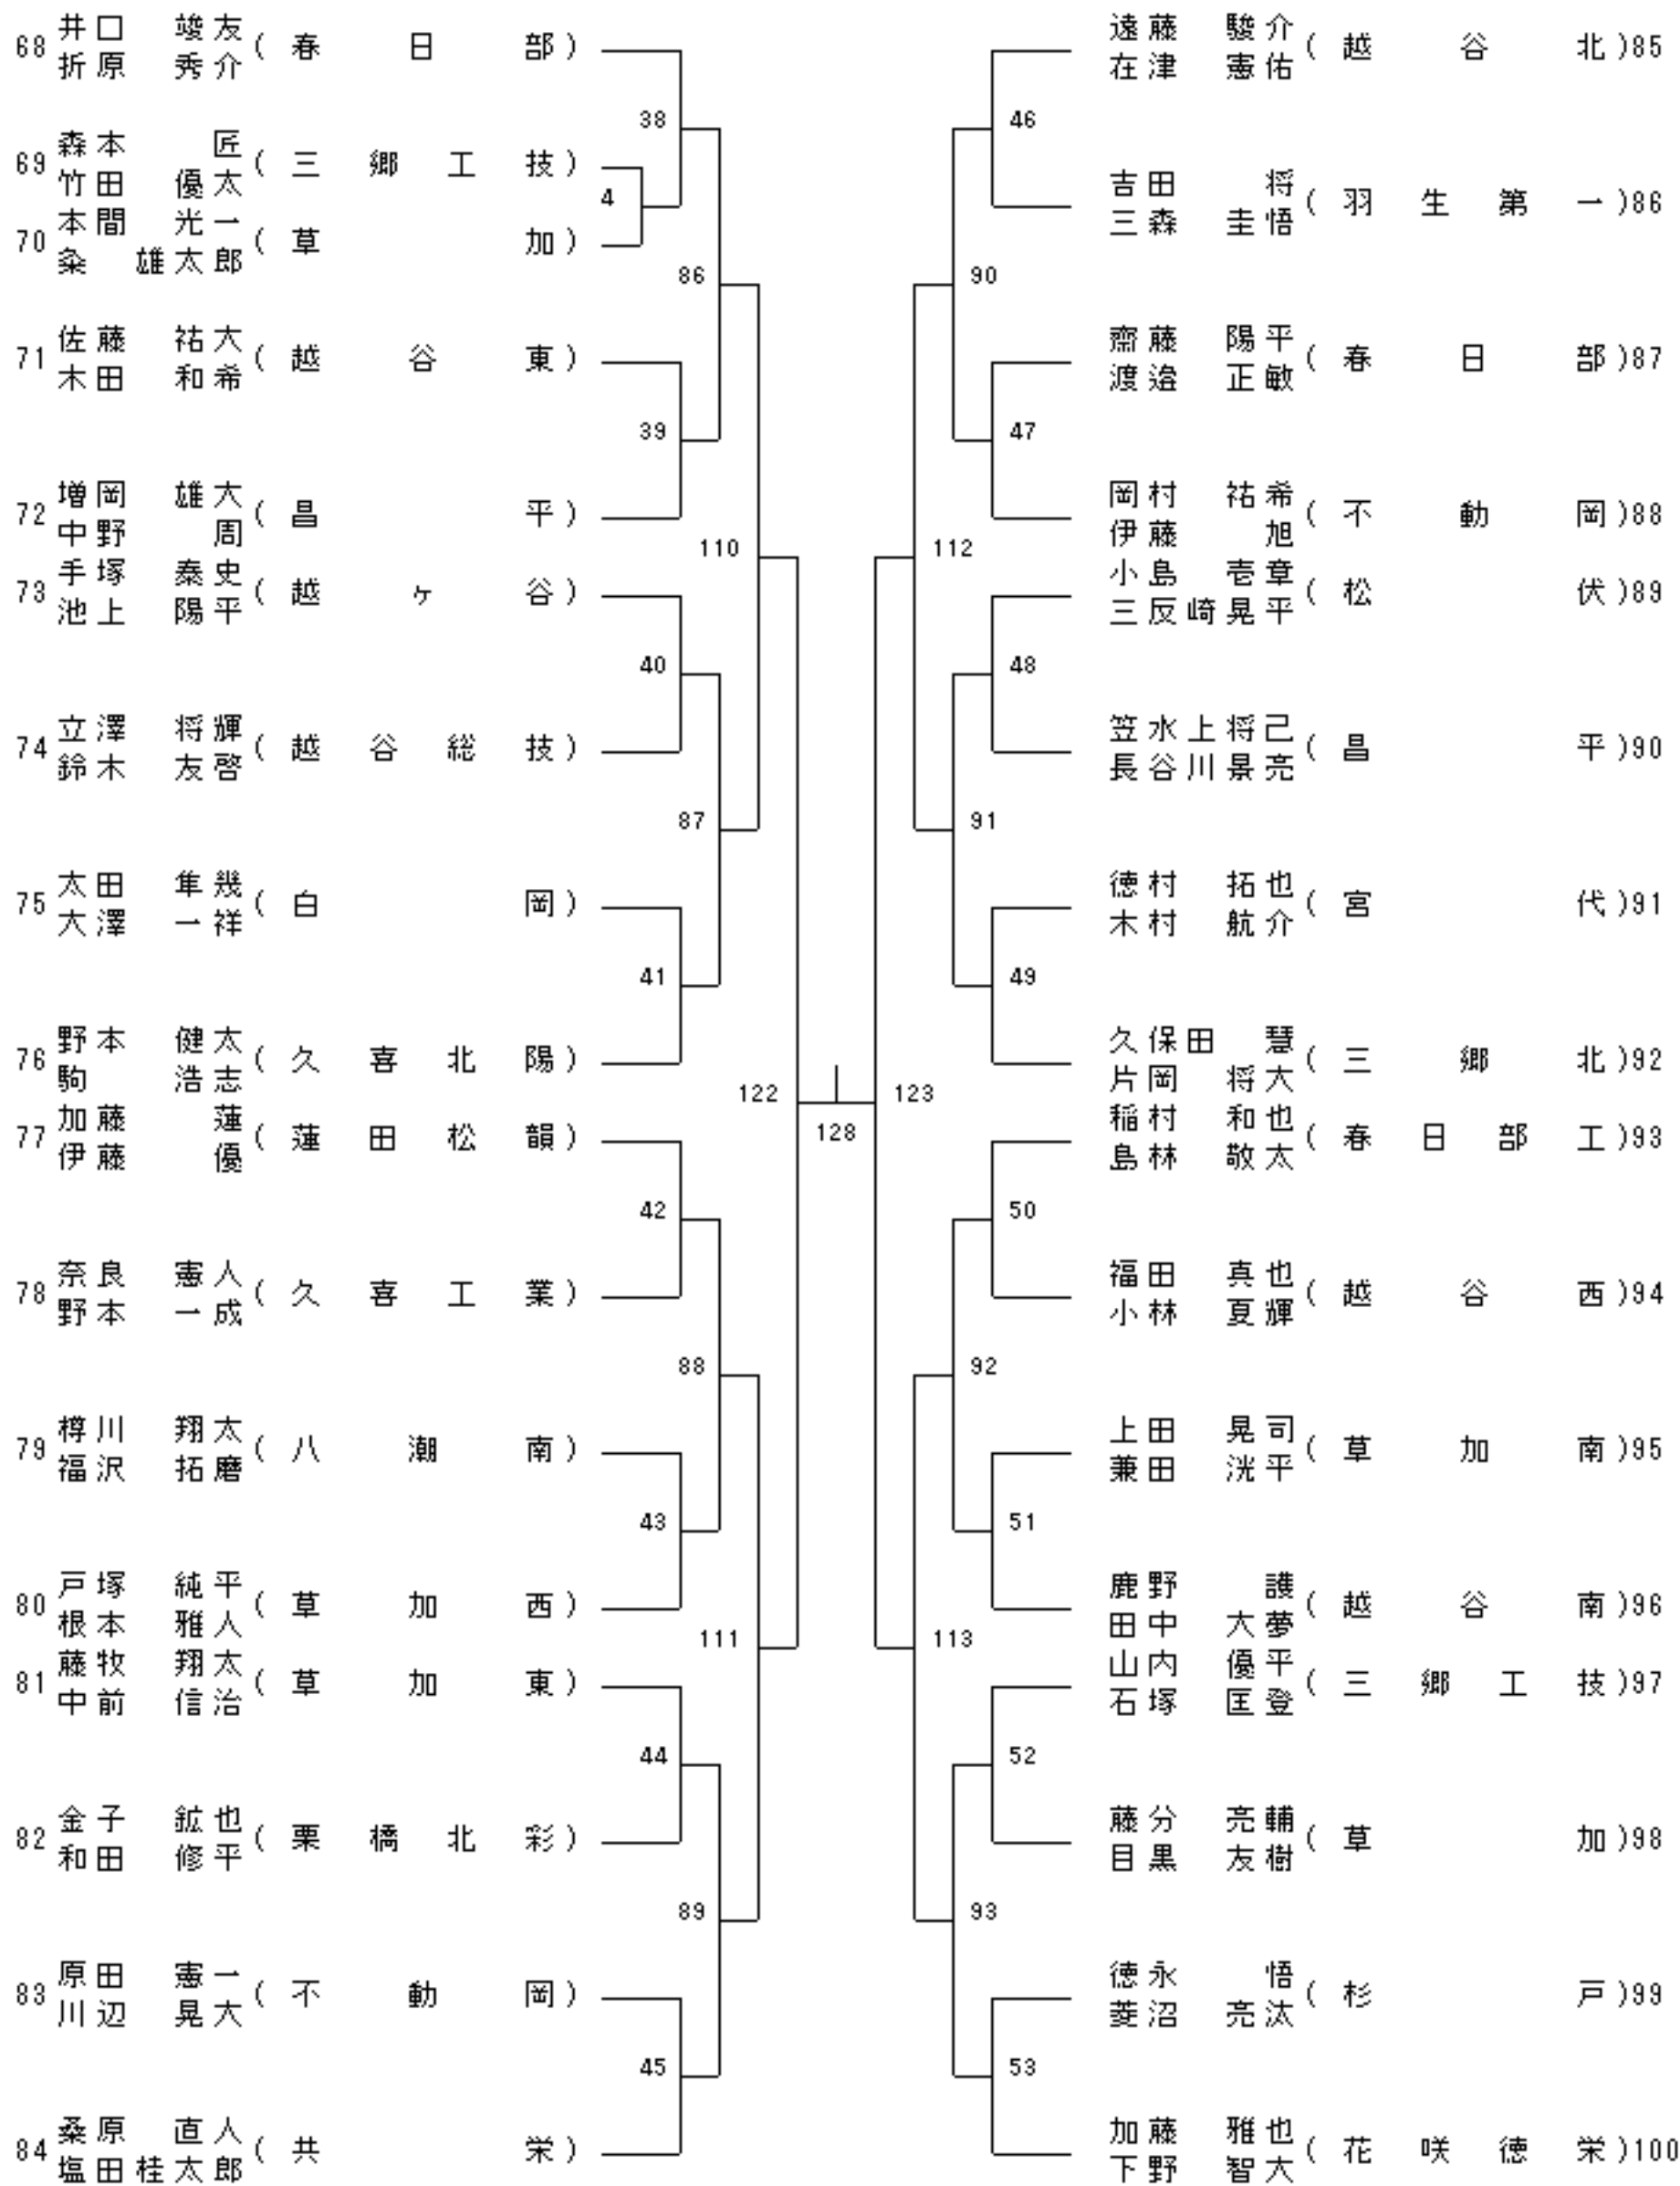 井口 竣友
68 ( 春日部 )
折原 秀介
38
森本 匠
69 ( 三郷工技 )
竹田 優太
4
本間 光一
70 ( 草加 )
粂 雄太郎
86
佐藤 祐大
71 ( 越谷東 )
木田 和希
39
増岡 雄大
72 ( 昌平 )
中野 周
110
手塚 泰史
73 ( 越ヶ谷 )
池上 陽平
40
立澤 将輝
74 ( 越谷総技 )
鈴木 友啓
87
太田 隼幾
75 ( 白岡 )
大澤 一祥
41
野本 健太
76 ( 久喜北陽 )
駒 浩志
122
加藤 蓮
77 ( 蓮田松韻 )
伊藤 優
42
奈良 憲人
78 ( 久喜工業 )
野本 一成
88
樽川 翔太
79 ( 八潮南 )
福沢 拓磨
43
戸塚 純平
80 ( 草加西 )
根本 雅人
111
藤牧 翔太
81 ( 草加東 )
中前 信治
44
金子 鉱也
82 ( 栗橋北彩 )
和田 修平
89
原田 憲一
83 ( 不動岡 )
川辺 晃大
45
桑原 直人
84 ( 共栄 )
塩田桂太郎
128
遠藤 駿介
( 越谷北 )85
在津 憲佑
46
吉田 将
( 羽生第一 )86
三森 圭悟
90
齋藤 陽平
( 春日部 )87
渡邉 正敏
47
岡村 祐希
( 不動岡 )88
伊藤 旭
112
小島 壱章
( 松伏 )89
三反崎晃平
48
笠水上将己
( 昌平 )90
長谷川景亮
91
徳村 拓也
( 宮代 )91
木村 航介
49
久保田 慧
( 三郷北 )92
片岡 将大
123
稲村 和也
( 春日部工 )93
島林 敬太
50
福田 真也
( 越谷西 )94
小林 夏輝
92
上田 晃司
( 草加南 )95
兼田 洸平
51
鹿野 護
( 越谷南 )96
田中 大夢
113
山内 優平
( 三郷工技 )97
石塚 匡登
52
藤分 亮輔
( 草加 )98
目黒 友樹
93
徳永 悟
( 杉戸 )99
菱沼 亮汰
53
加藤 雅也
( 花咲徳栄 )100
下野 智大